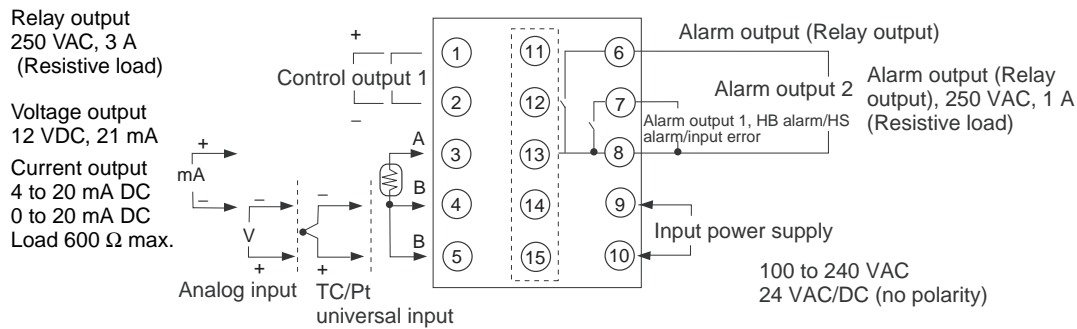 Relay output
250 VAC, 3 A
(Resistive load)
Voltage output
12 VDC, 21 mA
Current output
4 to 20 mA DC
0 to 20 mA DC
Load 600 Ω max.
+
Control output 1
–
+
mA
–
–
V
+
Analog input
–
+
TC/Pt
universal input
A
B
B
1
2
3
4
5
11
12
13
14
15
6
7
8
9
10
Alarm output (Relay output)
Alarm output 2
Alarm output 1, HB alarm/HS
alarm/input error
Alarm output (Relay
output), 250 VAC, 1 A
(Resistive load)
Input power supply
100 to 240 VAC
24 VAC/DC (no polarity)